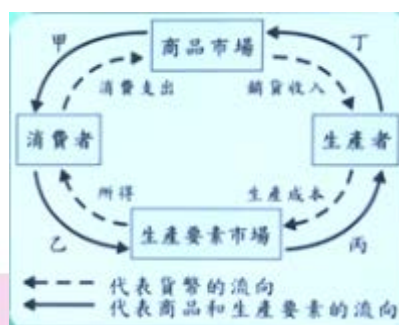 甲
商品市場
丁
消費支出
銷貨收入
消費者
生產者
所得
生產成本
乙
生產要素市場
丙
代表貨幣的流向
代表商品和生產要素的流向